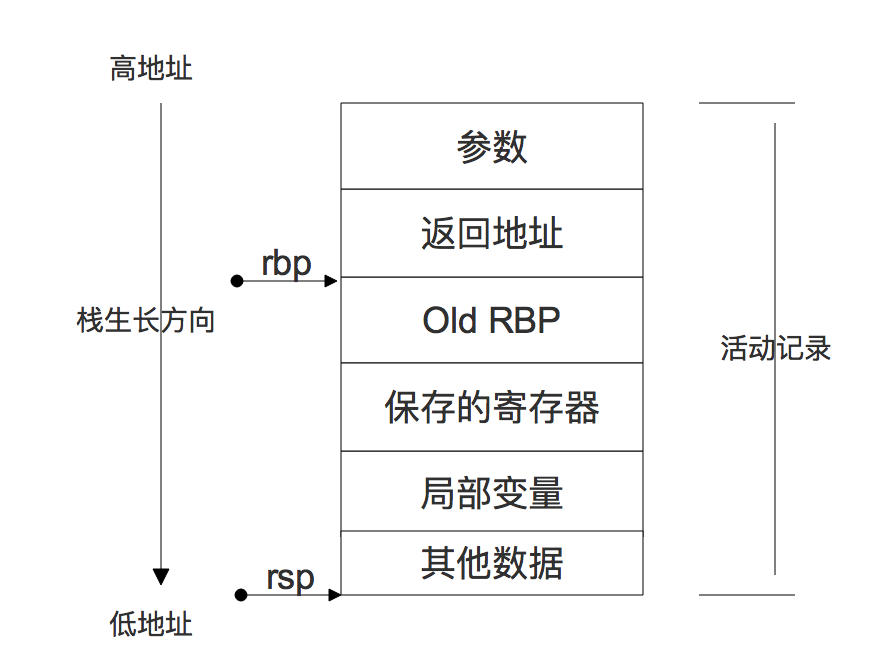 高地址
参数
返回地址
rbp
Old RBP
栈生长方向
活动记录
保存的寄存器
局部变量
其他数据
rsp
低地址